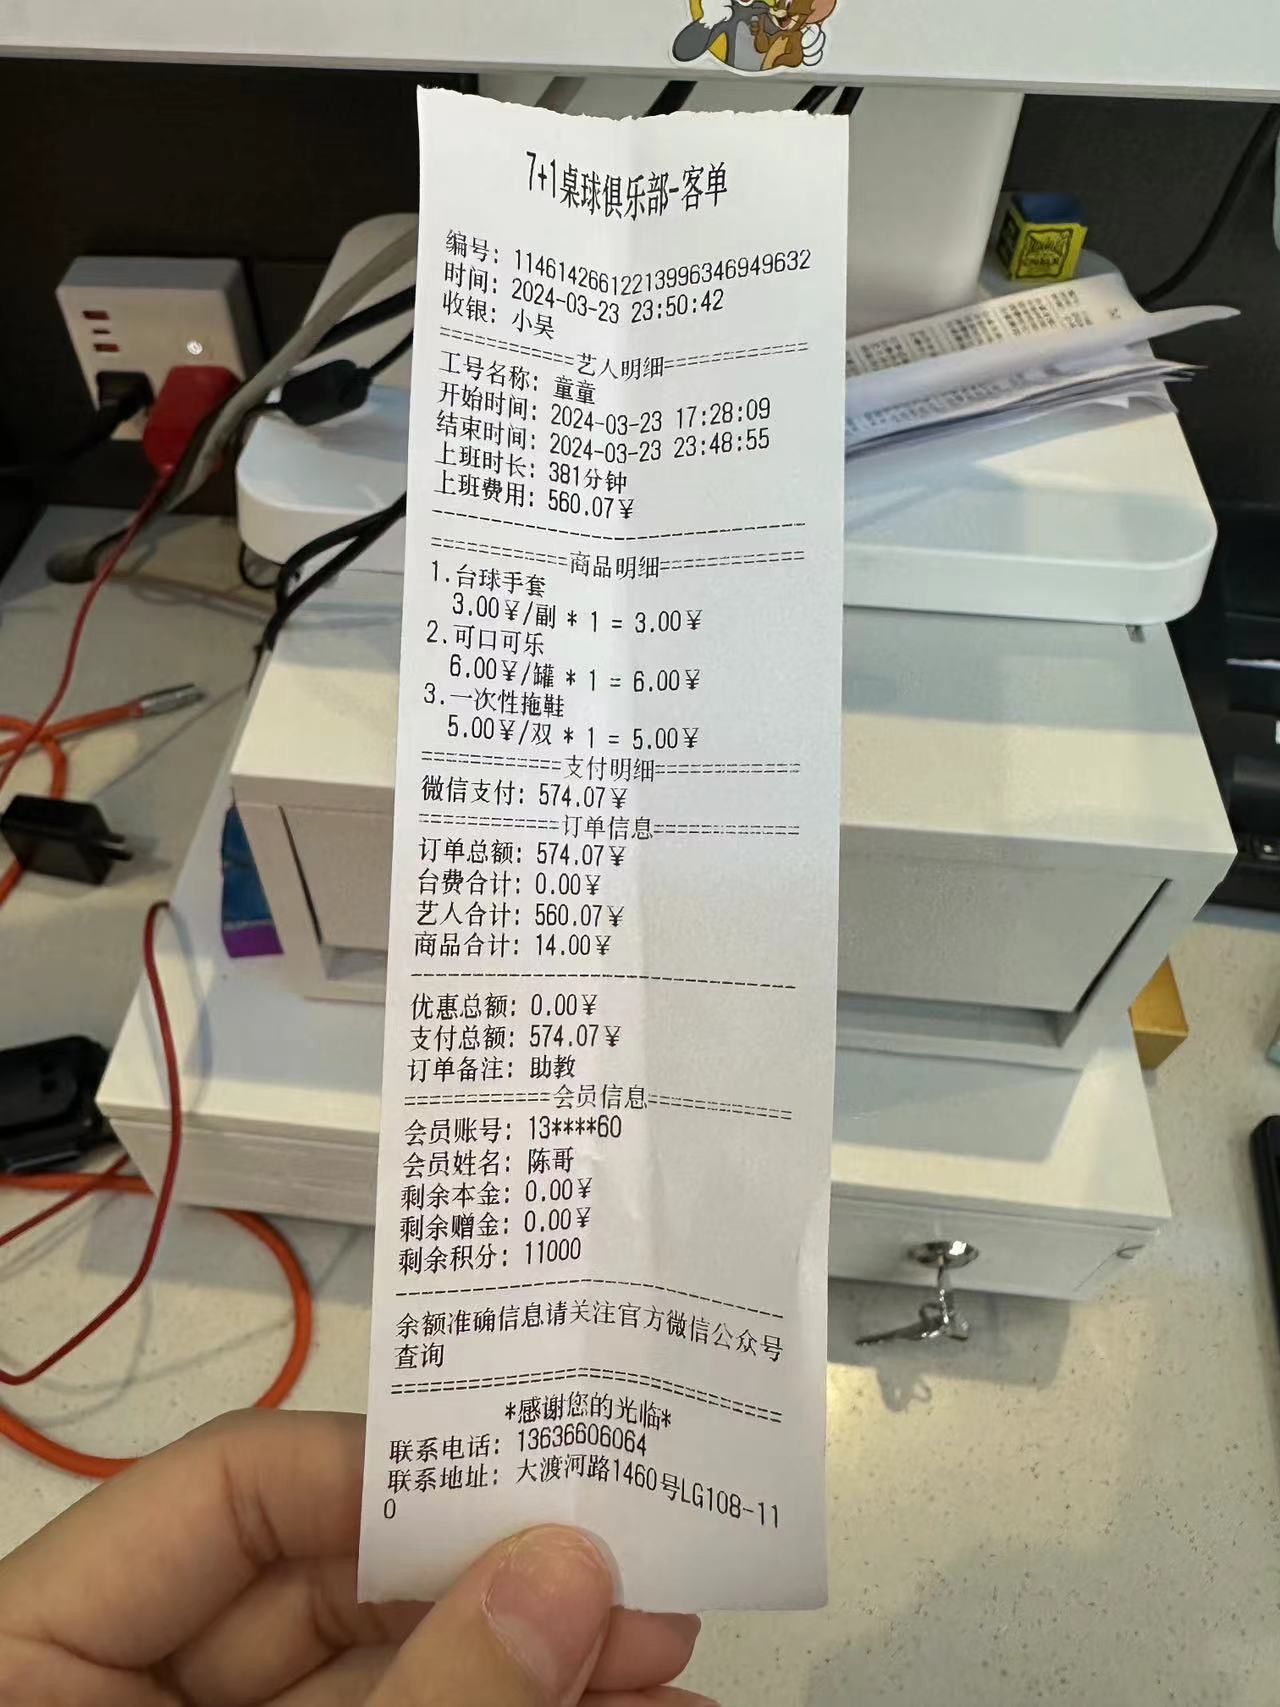 7+1桌球俱乐部-客单
编号: 1146142661221399634694963​2
时间: 2024-03-23 23:50:42
收银: 小吴
============艺人明细============
工号名称: 童童
开始时间: 2024-03-23 17:28:09
结束时间: 2024-03-23 23:48:55
上班时长: 381分钟
上班费用: 560.07¥
--------------------------------
============商品明细============
1.台球手套
3.00¥/副 * 1 = 3.00¥
2.可口可乐
6.00¥/罐 * 1 = 6.00¥
3.一次性拖鞋
5.00¥/双 * 1 = 5.00¥
============支付明细============
微信支付: 574.07¥
============订单信息============
订单总额: 574.07¥
台费合计: 0.00¥
艺人合计: 560.07¥
商品合计: 14.00¥
--------------------------------
优惠总额: 0.00¥
支付总额: 574.07¥
订单备注: 助教
============会员信息============
会员账号: 13****60
会员姓名: 陈哥
剩余本金: 0.00¥
剩余赠金: 0.00¥
剩余积分: 11000
--------------------------------
余额准确信息请关注官方微信公众号
查询
================================
*感谢您的光临*
联系电话: 13636606064
联系地址: 大渡河路1460号LG108-11
0